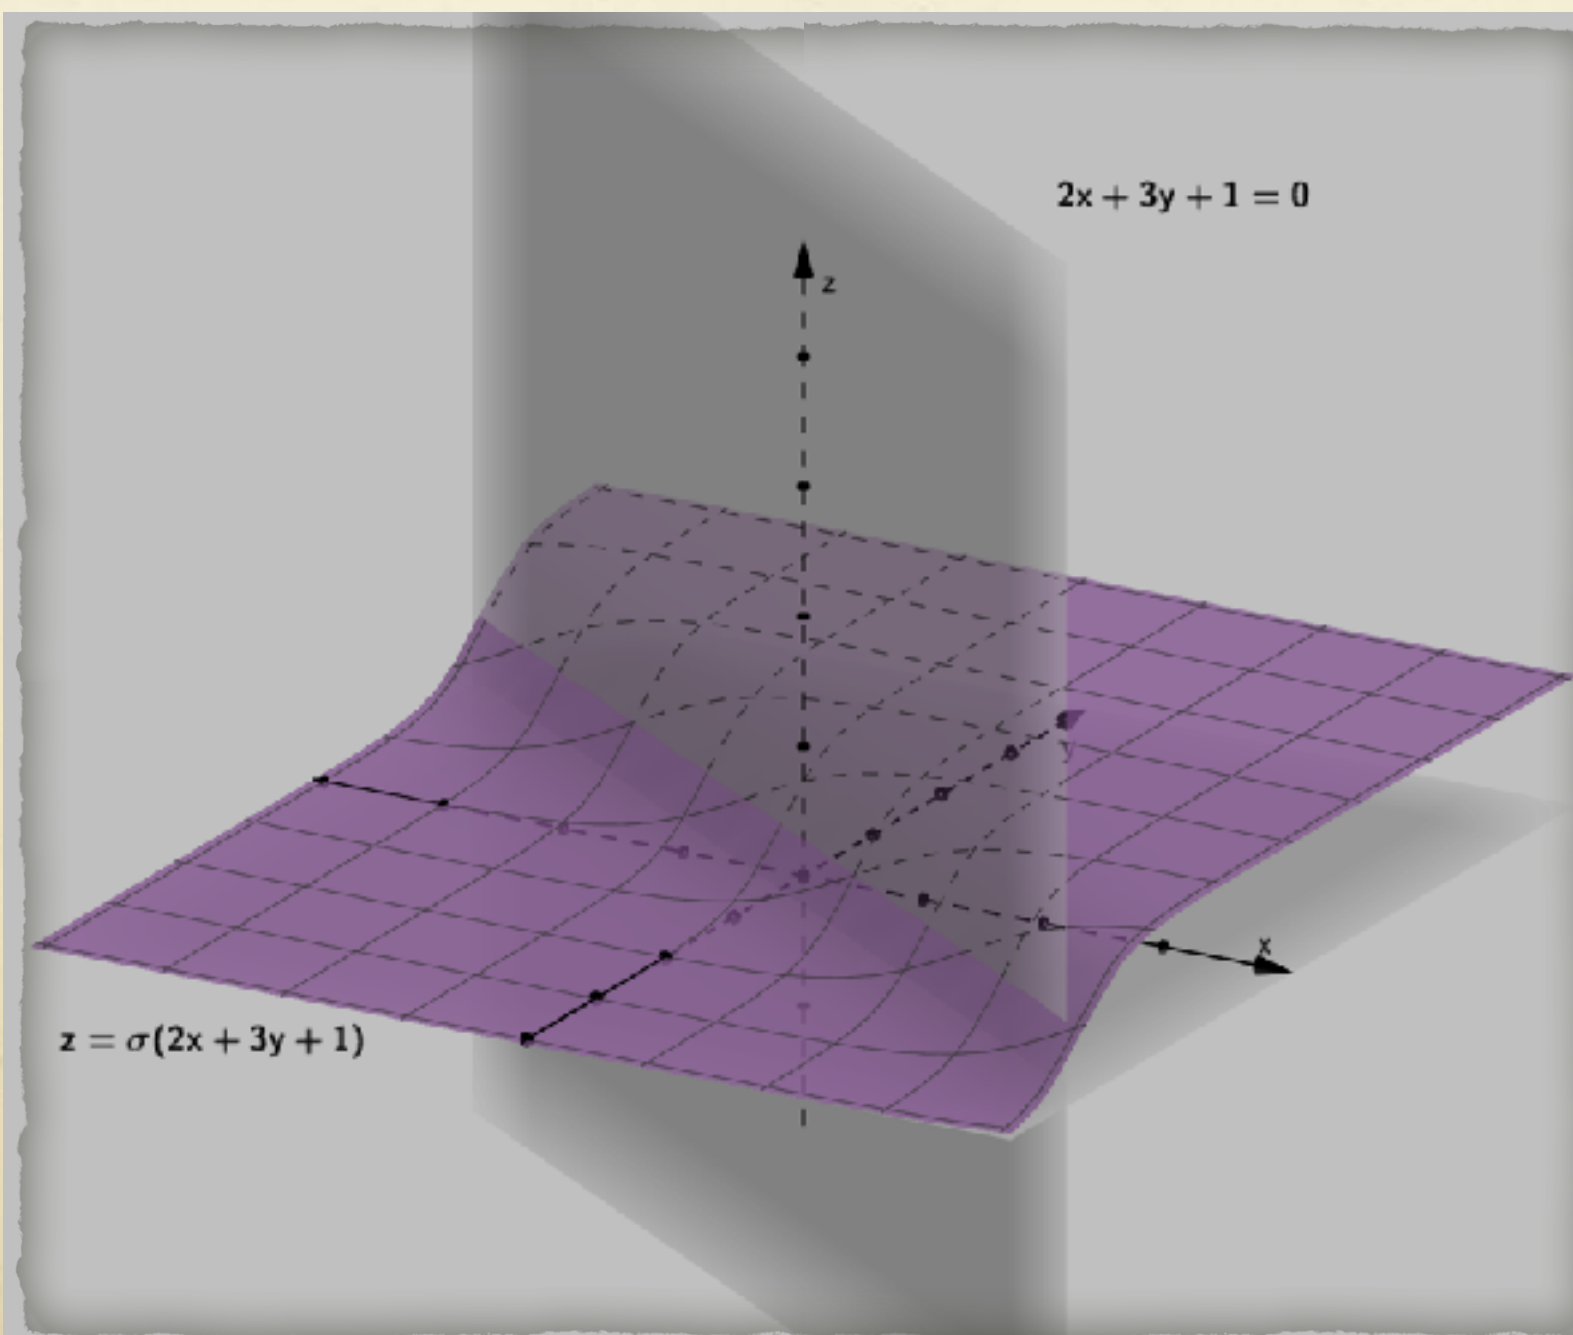 2x + 3y + 1 = 0
z
y
x
z = σ(2x + 3y + 1)